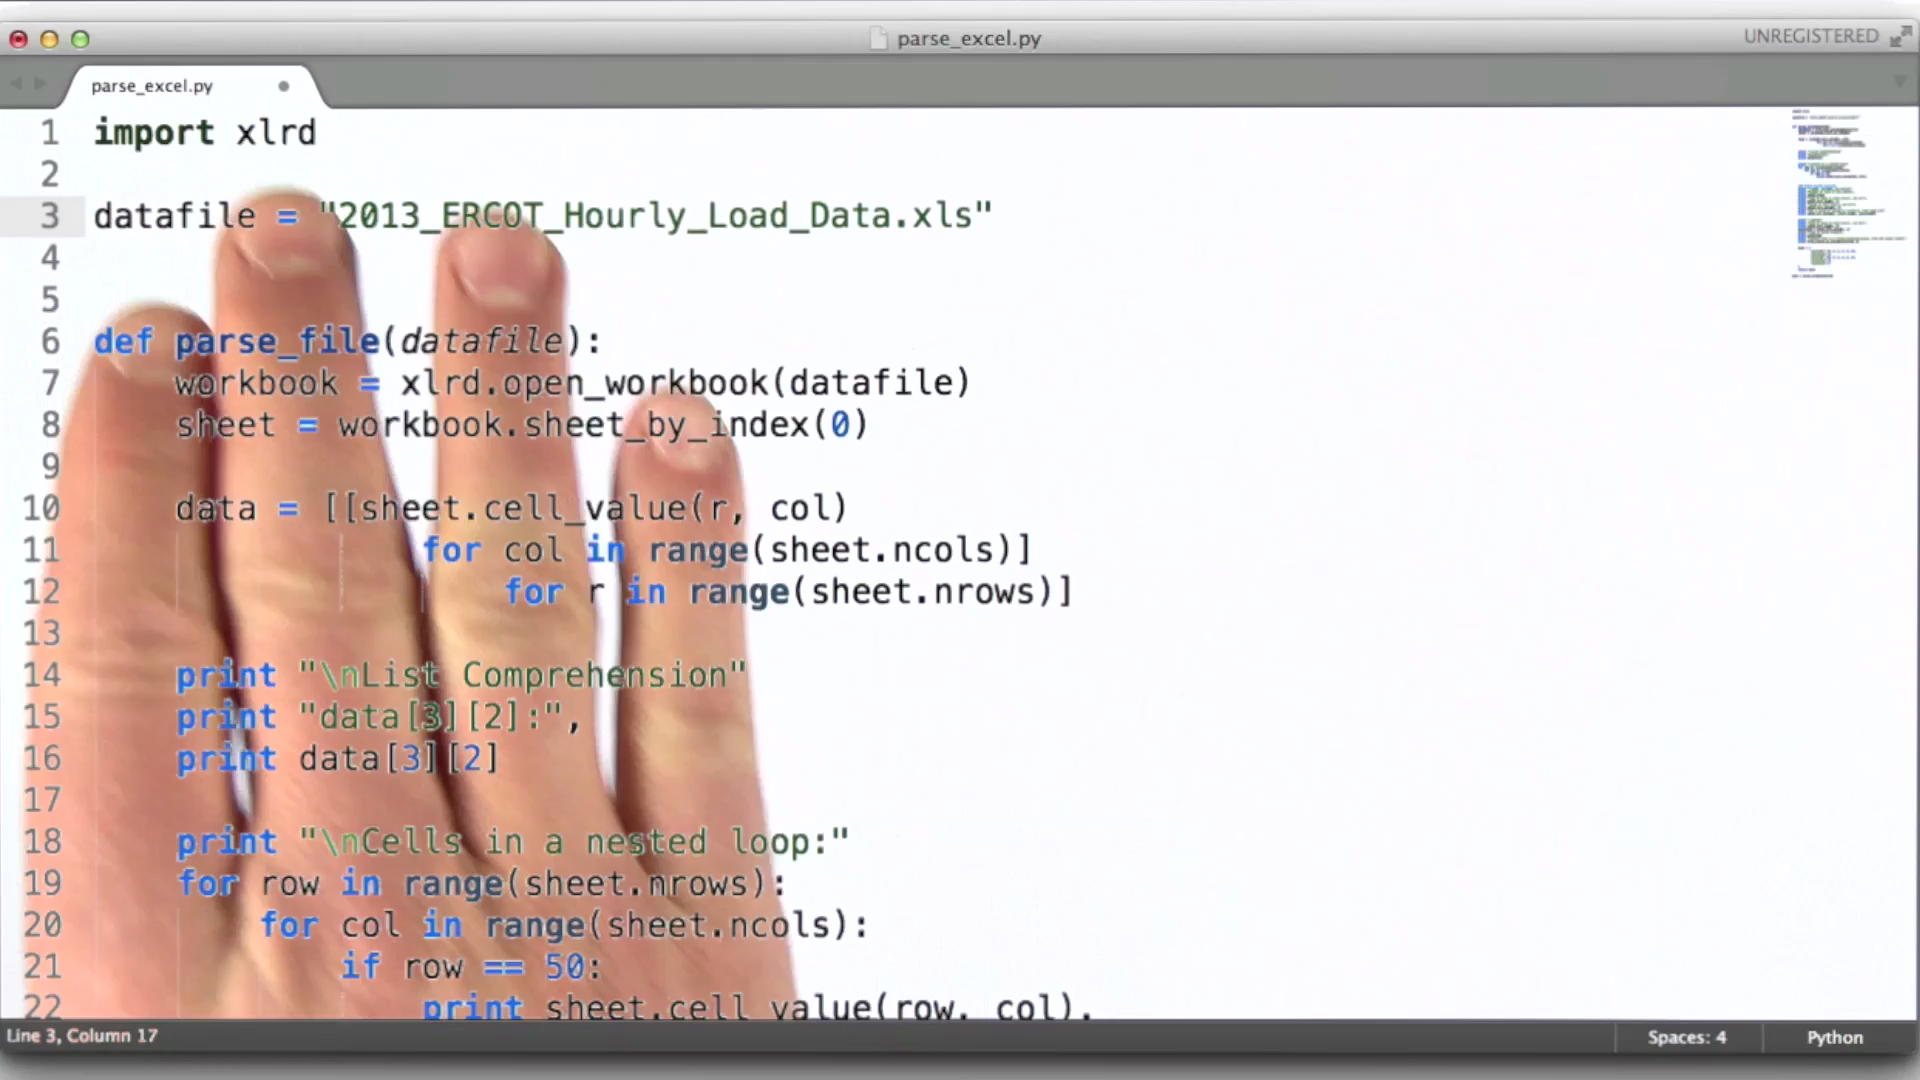 parse_excel.py
UNREGISTERED
parse_excel.py
1 import xlrd
2
3 datafile = "2013_ERCOT_Hourly_Load_Data.xls"
4
5
6 def parse_file(datafile):
7     workbook = xlrd.open_workbook(datafile)
8     sheet = workbook.sheet_by_index(0)
9
10     data = [[sheet.cell_value(r, col)
11                 for col in range(sheet.ncols)]
12                     for r in range(sheet.nrows)]
13
14     print "\nList Comprehension"
15     print "data[3][2]:",
16     print data[3][2]
17
18     print "\nCells in a nested loop:"
19     for row in range(sheet.nrows):
20         for col in range(sheet.ncols):
21             if row == 50:
22                 print sheet.cell_value(row, col),
Line 3, Column 17
Spaces: 4
Python